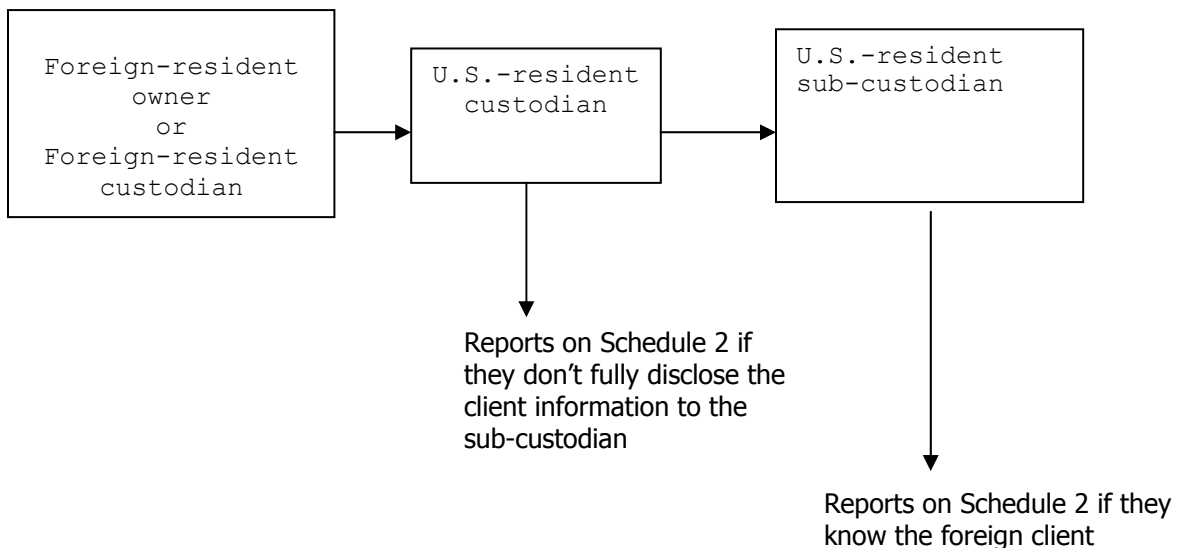 Foreign-resident
owner
or
Foreign-resident
custodian
U.S.-resident
custodian
U.S.-resident
sub-custodian
Reports on Schedule 2 if
they don’t fully disclose the
client information to the
sub-custodian
Reports on Schedule 2 if they
know the foreign client